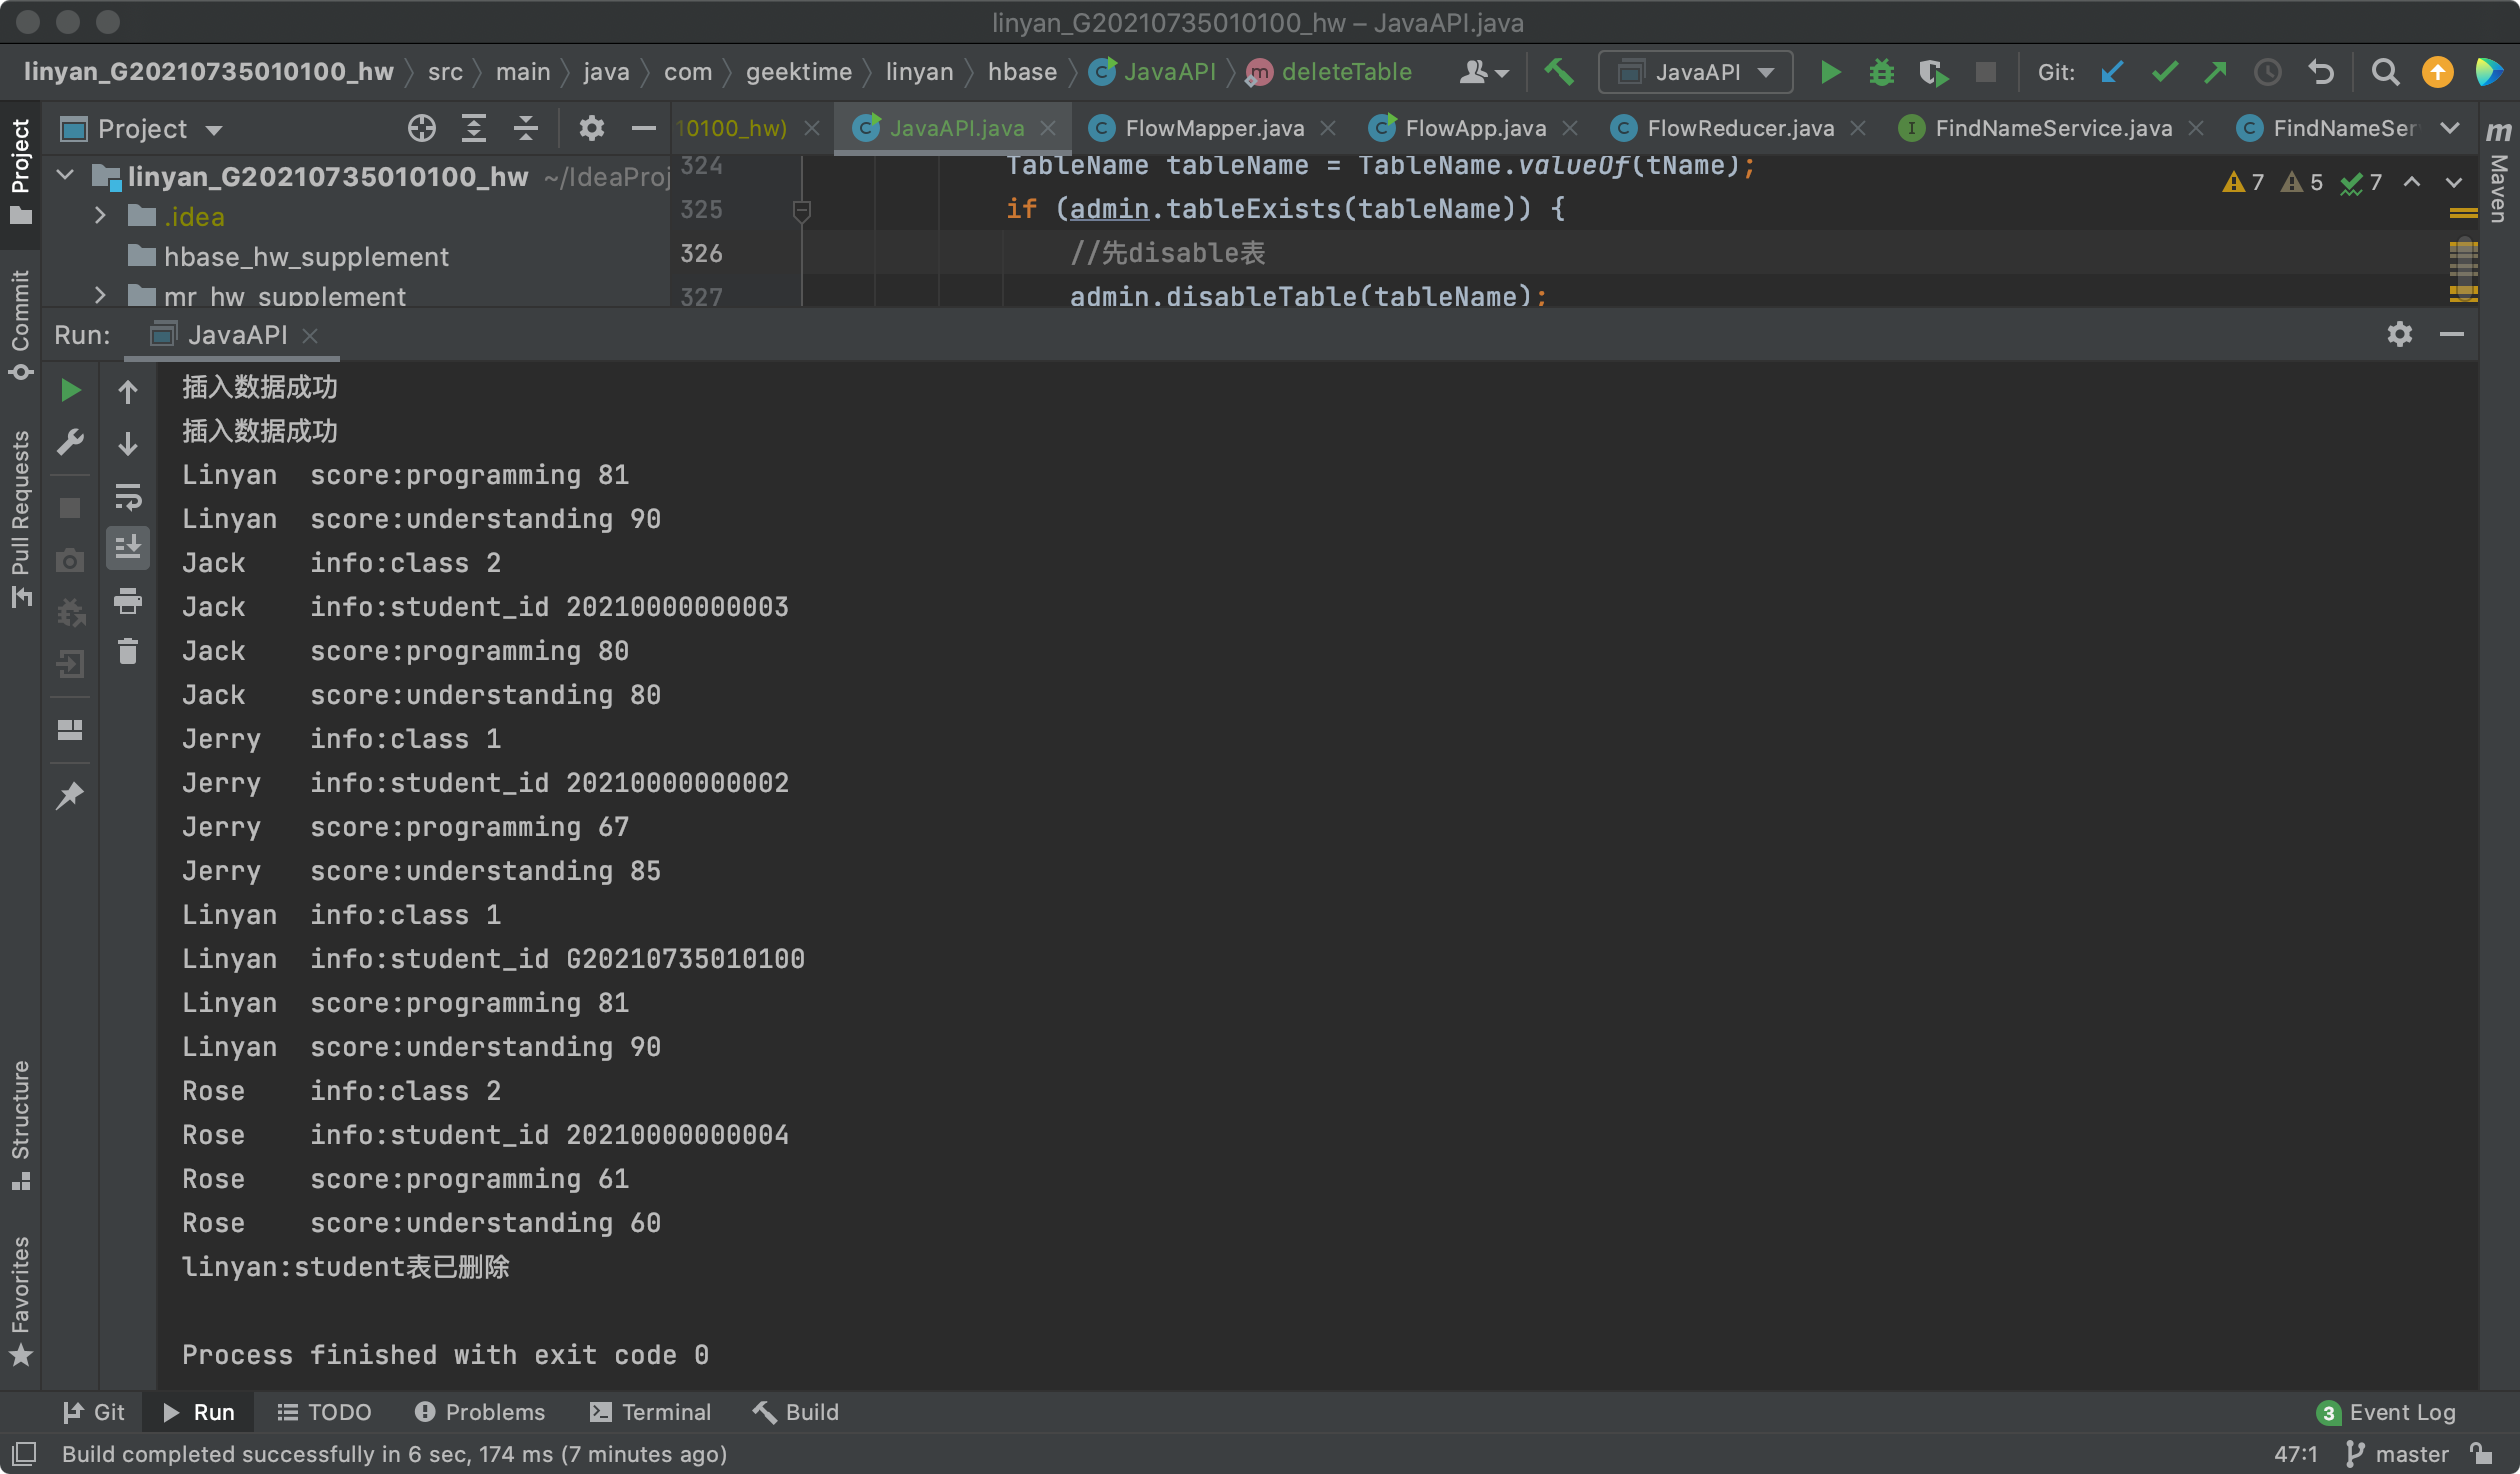 linyan_G20210735010100_hw – JavaAPI.java
linyan_G20210735010100_hw src main java com geektime linyan hbase JavaAPI deleteTable JavaAPI Git:
Project 10100_hw) JavaAPI.java FlowMapper.java FlowApp.java FlowReducer.java FindNameService.java FindNameSer
linyan_G20210735010100_hw ~/IdeaProj
.idea
hbase_hw_supplement
mr_hw_supplement
324 TableName tableName = TableName.valueOf(tName);
325 if (admin.tableExists(tableName)) {
326 //先disable表
327 admin.disableTable(tableName);
7 5 7
Project
Commit
Pull Requests
Structure
Favorites
Maven
Run: JavaAPI
插入数据成功
插入数据成功
Linyan score:programming 81
Linyan score:understanding 90
Jack info:class 2
Jack info:student_id 20210000000003
Jack score:programming 80
Jack score:understanding 80
Jerry info:class 1
Jerry info:student_id 20210000000002
Jerry score:programming 67
Jerry score:understanding 85
Linyan info:class 1
Linyan info:student_id G20210735010100
Linyan score:programming 81
Linyan score:understanding 90
Rose info:class 2
Rose info:student_id 20210000000004
Rose score:programming 61
Rose score:understanding 60
linyan:student表已删除
Process finished with exit code 0
Git Run TODO Problems Terminal Build 3 Event Log
Build completed successfully in 6 sec, 174 ms (7 minutes ago) 47:1 master